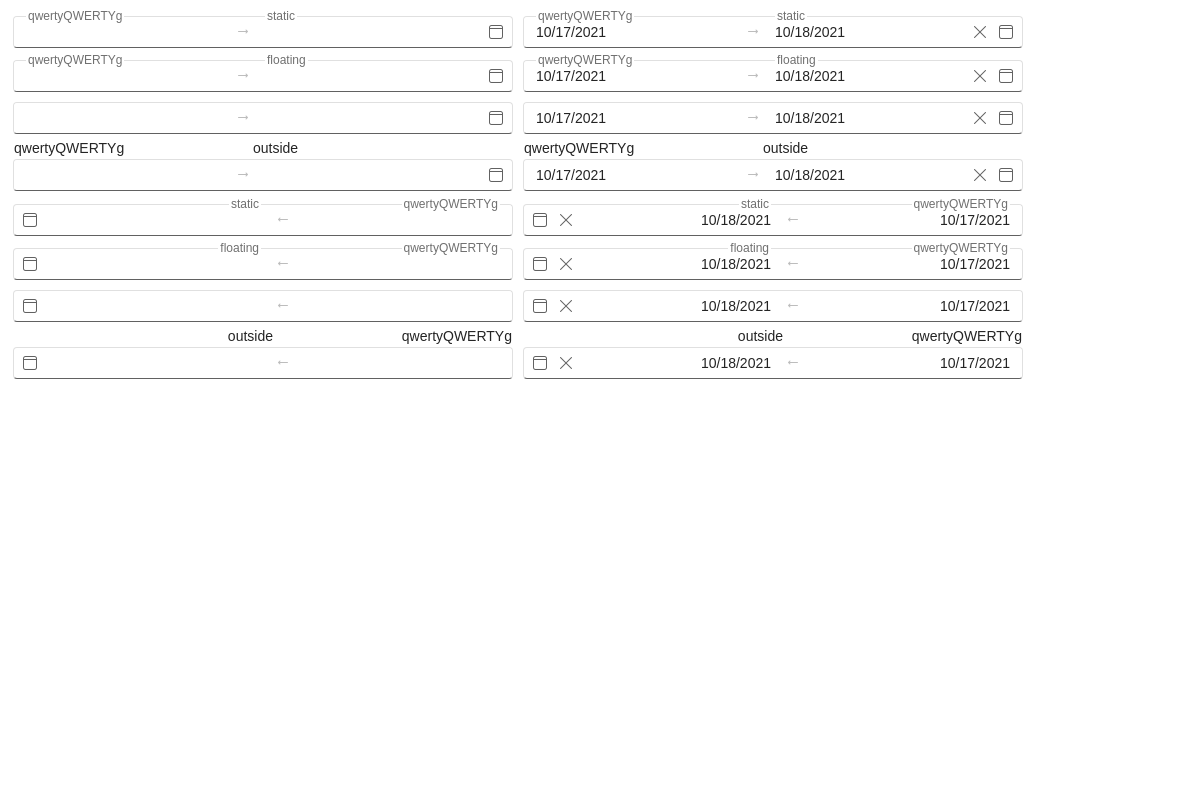 qwertyQWERTYg static qwertyQWERTYg static
→ 10/17/2021 → 10/18/2021
qwertyQWERTYg floating qwertyQWERTYg floating
→ 10/17/2021 → 10/18/2021
→ 10/17/2021 → 10/18/2021
qwertyQWERTYg outside qwertyQWERTYg outside
→ 10/17/2021 → 10/18/2021
static qwertyQWERTYg static qwertyQWERTYg
← 10/18/2021 ← 10/17/2021
floating qwertyQWERTYg floating qwertyQWERTYg
← 10/18/2021 ← 10/17/2021
← 10/18/2021 ← 10/17/2021
outside qwertyQWERTYg outside qwertyQWERTYg
← 10/18/2021 ← 10/17/2021